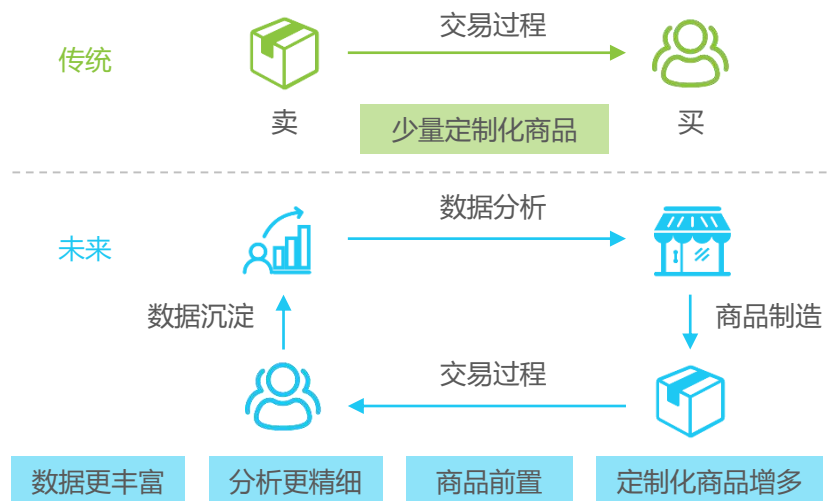 交易过程
传统
卖
少量定制化商品
买
数据分析
未来
数据沉淀
商品制造
交易过程
数据更丰富
分析更精细
商品前置
定制化商品增多